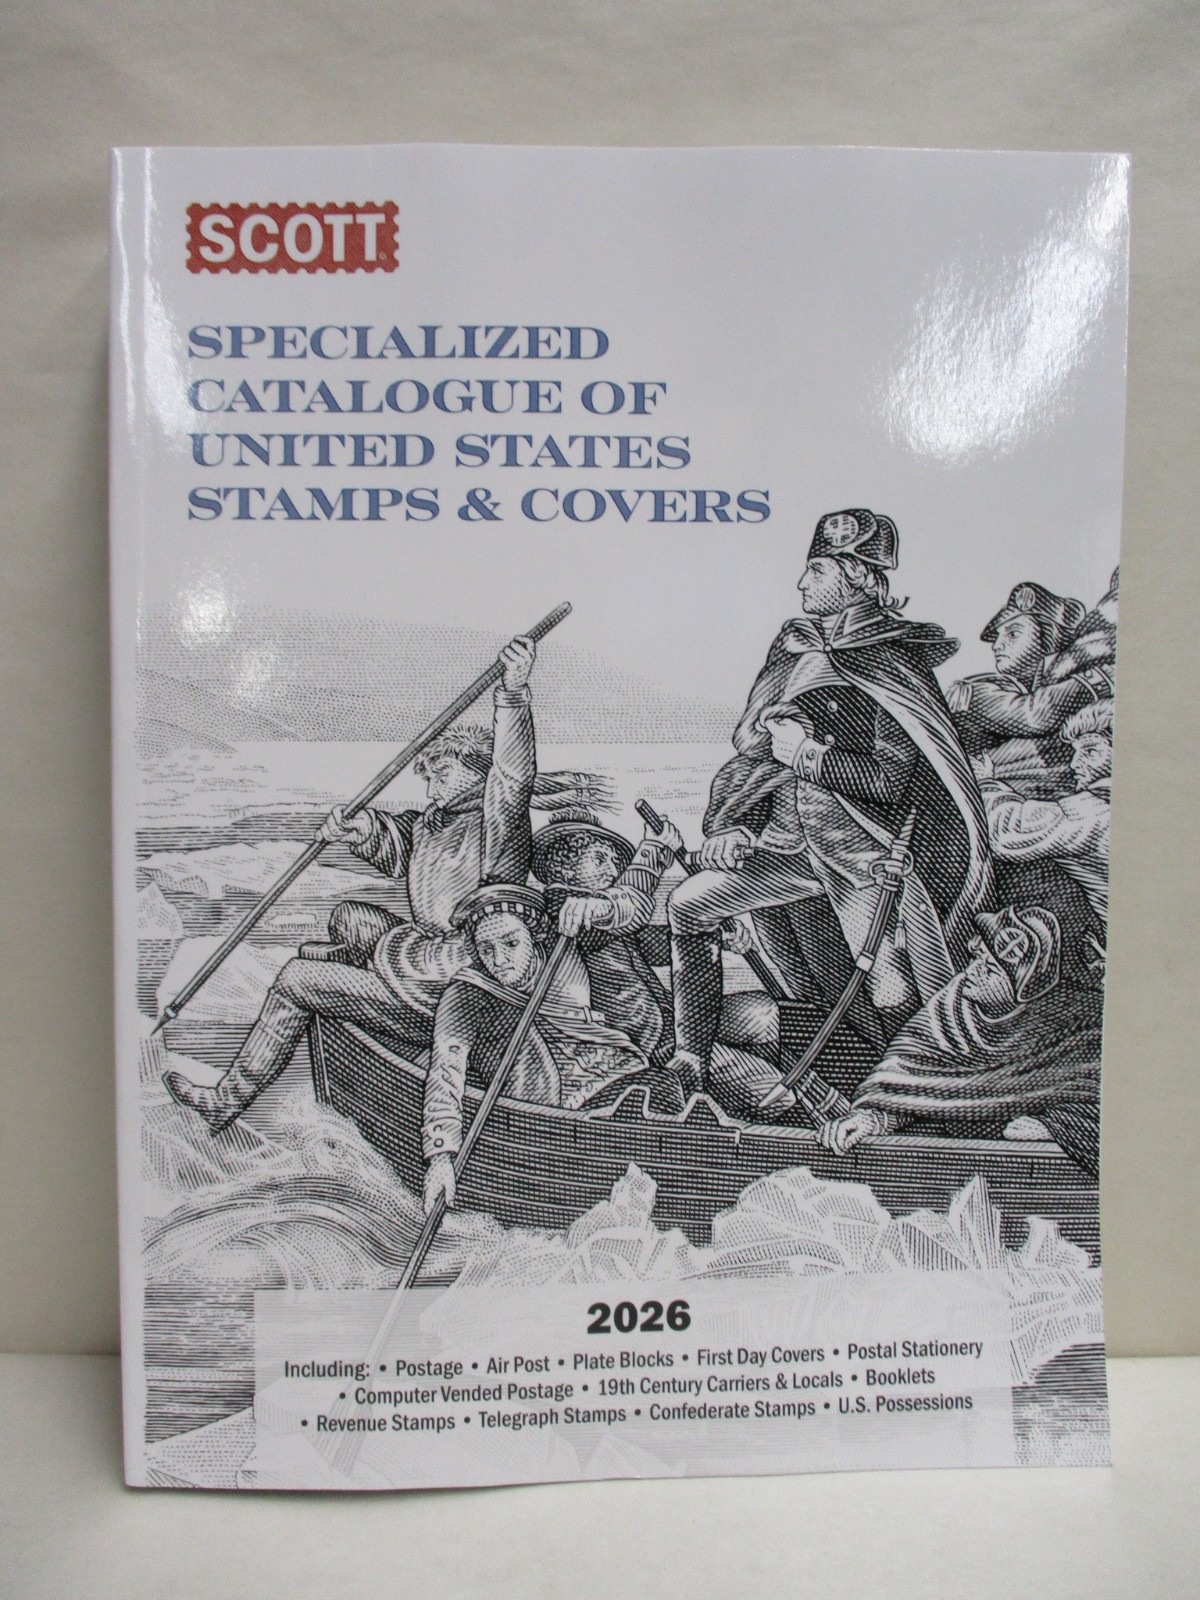 SCOTT
SPECIALIZED
CATALOGUE OF
UNITED STATES
STAMPS & COVERS
2026
Including: • Postage • Air Post • Plate Blocks • First Day Covers • Postal Stationery
• Computer Vended Postage • 19th Century Carriers & Locals • Booklets
• Revenue Stamps • Telegraph Stamps • Confederate Stamps • U.S. Possessions